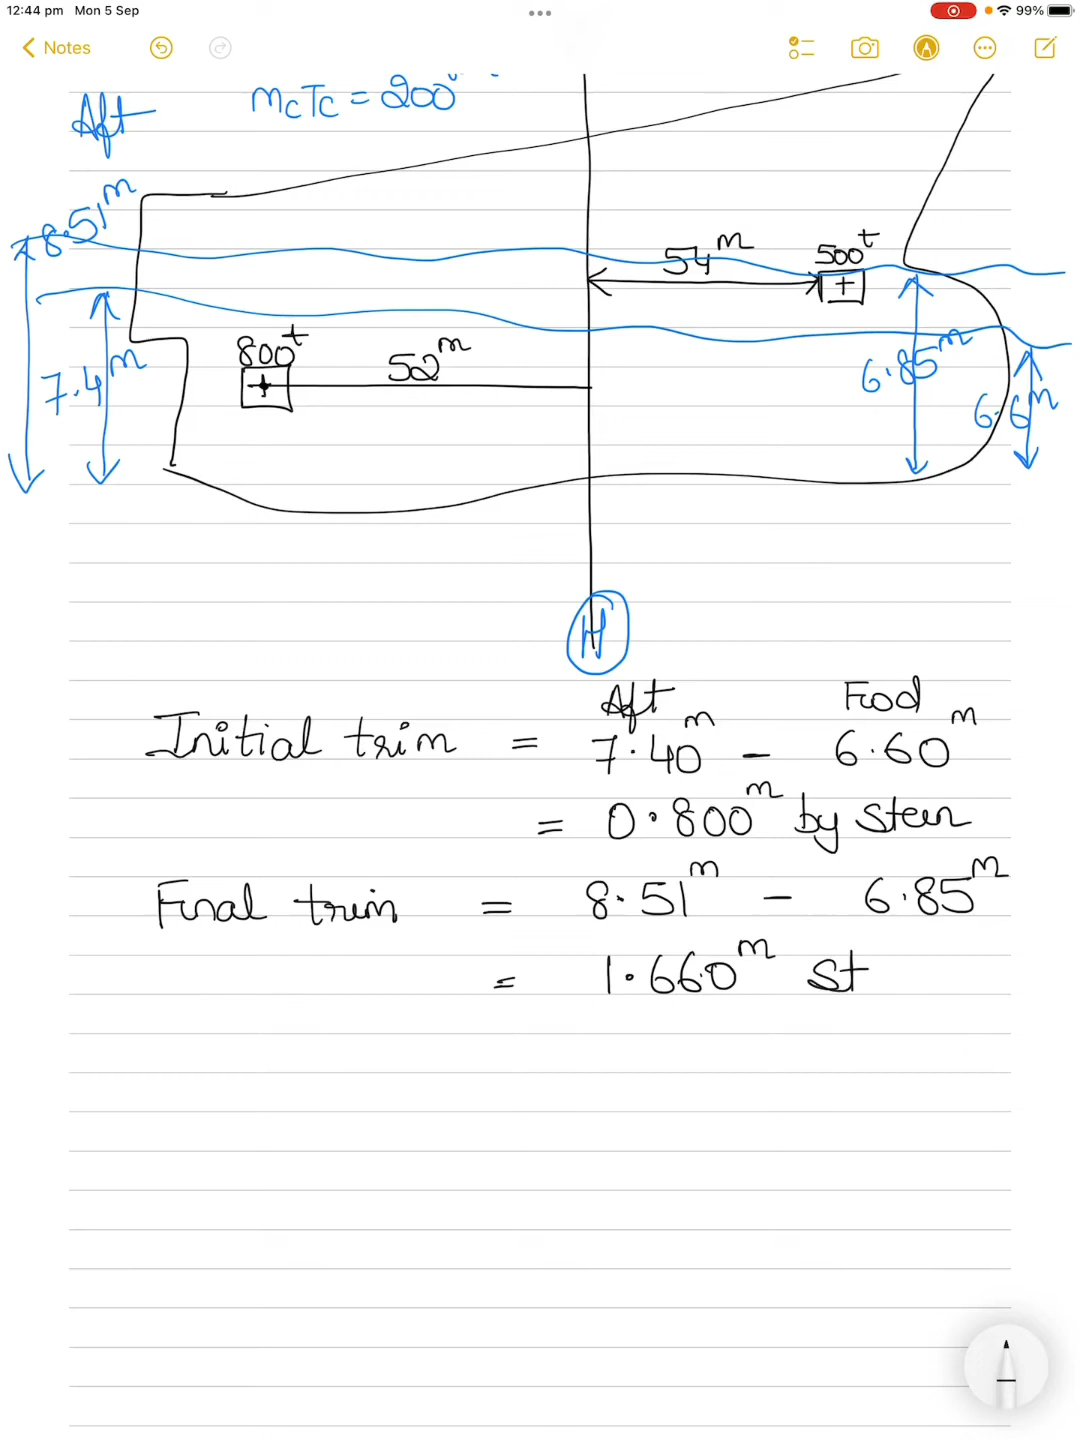 12:44 pm Mon 5 Sep
99%
Notes
Aft
MCTC = 200
8.51m
54m
500t
800t
52m
7.4m
6.85m
6.6m
H
Aft Fwd
Initial trim = 7.40m - 6.60m
= 0.800m by stern
Final trim = 8.51m - 6.85m
= 1.660m St